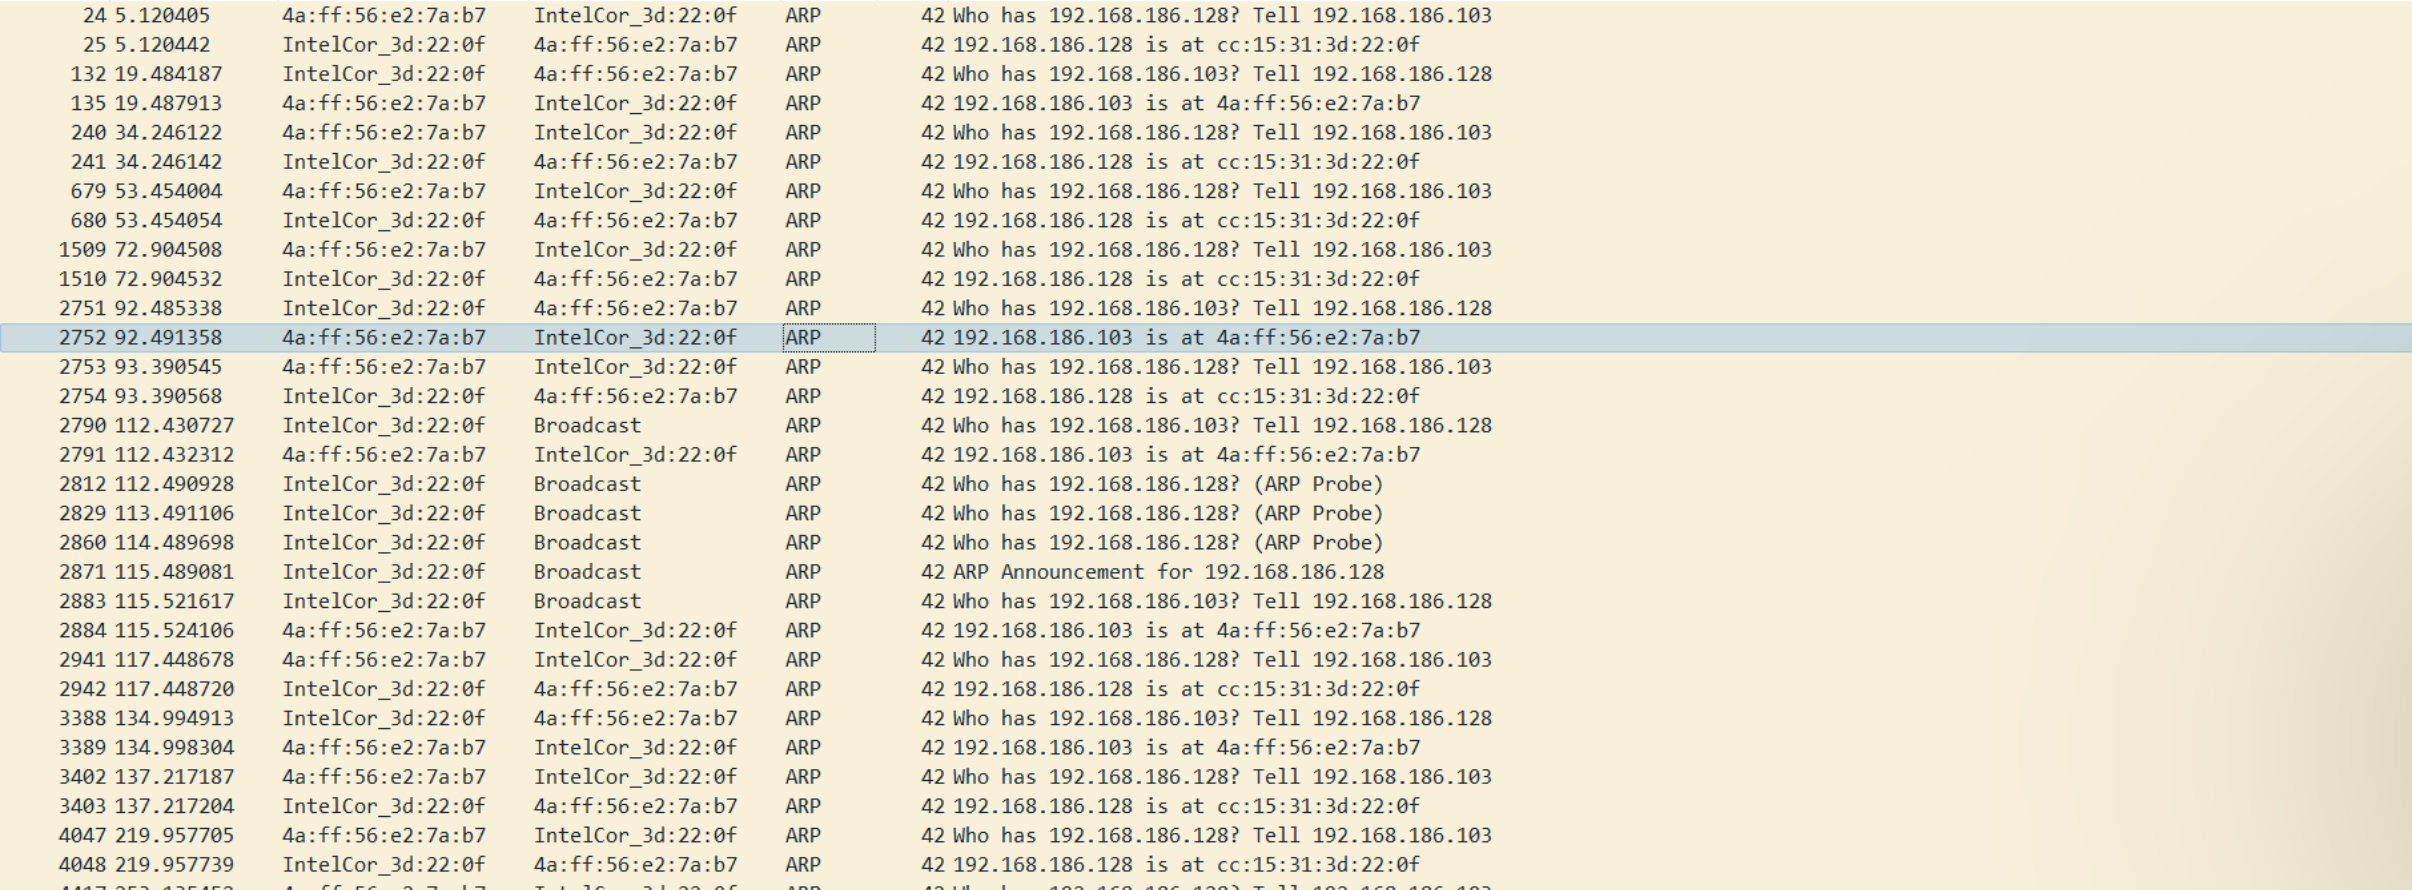 24 5.120405 4a:ff:56:e2:7a:b7 IntelCor_3d:22:0f ARP 42 Who has 192.168.186.128? Tell 192.168.186.103
25 5.120442 IntelCor_3d:22:0f 4a:ff:56:e2:7a:b7 ARP 42 192.168.186.128 is at cc:15:31:3d:22:0f
132 19.484187 IntelCor_3d:22:0f 4a:ff:56:e2:7a:b7 ARP 42 Who has 192.168.186.103? Tell 192.168.186.128
135 19.487913 4a:ff:56:e2:7a:b7 IntelCor_3d:22:0f ARP 42 192.168.186.103 is at 4a:ff:56:e2:7a:b7
240 34.246122 4a:ff:56:e2:7a:b7 IntelCor_3d:22:0f ARP 42 Who has 192.168.186.128? Tell 192.168.186.103
241 34.246142 IntelCor_3d:22:0f 4a:ff:56:e2:7a:b7 ARP 42 192.168.186.128 is at cc:15:31:3d:22:0f
679 53.454004 4a:ff:56:e2:7a:b7 IntelCor_3d:22:0f ARP 42 Who has 192.168.186.128? Tell 192.168.186.103
680 53.454054 IntelCor_3d:22:0f 4a:ff:56:e2:7a:b7 ARP 42 192.168.186.128 is at cc:15:31:3d:22:0f
1509 72.904508 4a:ff:56:e2:7a:b7 IntelCor_3d:22:0f ARP 42 Who has 192.168.186.128? Tell 192.168.186.103
1510 72.904532 IntelCor_3d:22:0f 4a:ff:56:e2:7a:b7 ARP 42 192.168.186.128 is at cc:15:31:3d:22:0f
2751 92.485338 IntelCor_3d:22:0f 4a:ff:56:e2:7a:b7 ARP 42 Who has 192.168.186.103? Tell 192.168.186.128
2752 92.491358 4a:ff:56:e2:7a:b7 IntelCor_3d:22:0f ARP 42 192.168.186.103 is at 4a:ff:56:e2:7a:b7
2753 93.390545 4a:ff:56:e2:7a:b7 IntelCor_3d:22:0f ARP 42 Who has 192.168.186.128? Tell 192.168.186.103
2754 93.390568 IntelCor_3d:22:0f 4a:ff:56:e2:7a:b7 ARP 42 192.168.186.128 is at cc:15:31:3d:22:0f
2790 112.430727 IntelCor_3d:22:0f Broadcast ARP 42 Who has 192.168.186.103? Tell 192.168.186.128
2791 112.432312 4a:ff:56:e2:7a:b7 IntelCor_3d:22:0f ARP 42 192.168.186.103 is at 4a:ff:56:e2:7a:b7
2812 112.490928 IntelCor_3d:22:0f Broadcast ARP 42 Who has 192.168.186.128? (ARP Probe)
2829 113.491106 IntelCor_3d:22:0f Broadcast ARP 42 Who has 192.168.186.128? (ARP Probe)
2860 114.489698 IntelCor_3d:22:0f Broadcast ARP 42 Who has 192.168.186.128? (ARP Probe)
2871 115.489081 IntelCor_3d:22:0f Broadcast ARP 42 ARP Announcement for 192.168.186.128
2883 115.521617 IntelCor_3d:22:0f Broadcast ARP 42 Who has 192.168.186.103? Tell 192.168.186.128
2884 115.524106 4a:ff:56:e2:7a:b7 IntelCor_3d:22:0f ARP 42 192.168.186.103 is at 4a:ff:56:e2:7a:b7
2941 117.448678 4a:ff:56:e2:7a:b7 IntelCor_3d:22:0f ARP 42 Who has 192.168.186.128? Tell 192.168.186.103
2942 117.448720 IntelCor_3d:22:0f 4a:ff:56:e2:7a:b7 ARP 42 192.168.186.128 is at cc:15:31:3d:22:0f
3388 134.994913 IntelCor_3d:22:0f 4a:ff:56:e2:7a:b7 ARP 42 Who has 192.168.186.103? Tell 192.168.186.128
3389 134.998304 4a:ff:56:e2:7a:b7 IntelCor_3d:22:0f ARP 42 192.168.186.103 is at 4a:ff:56:e2:7a:b7
3402 137.217187 4a:ff:56:e2:7a:b7 IntelCor_3d:22:0f ARP 42 Who has 192.168.186.128? Tell 192.168.186.103
3403 137.217204 IntelCor_3d:22:0f 4a:ff:56:e2:7a:b7 ARP 42 192.168.186.128 is at cc:15:31:3d:22:0f
4047 219.957705 4a:ff:56:e2:7a:b7 IntelCor_3d:22:0f ARP 42 Who has 192.168.186.128? Tell 192.168.186.103
4048 219.957739 IntelCor_3d:22:0f 4a:ff:56:e2:7a:b7 ARP 42 192.168.186.128 is at cc:15:31:3d:22:0f